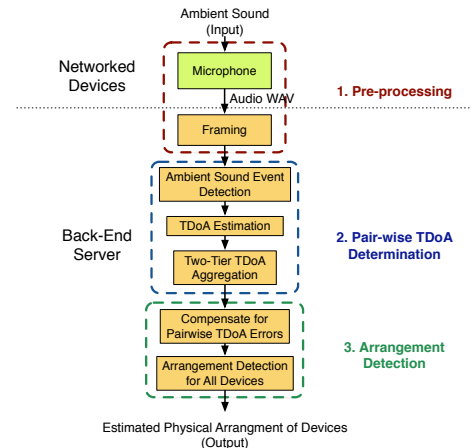 Ambient Sound
(Input)
Networked
Devices
Microphone
1. Pre-processing
Audio WAV
Framing
Ambient Sound Event
Detection
TDoA Estimation
Back-End
Server
2. Pair-wise TDoA
Determination
Two-Tier TDoA
Aggregation
Compensate for
Pairwise TDoA Errors
3. Arrangement
Detection
Arrangement Detection
for All Devices
Estimated Physical Arrangment of Devices
(Output)